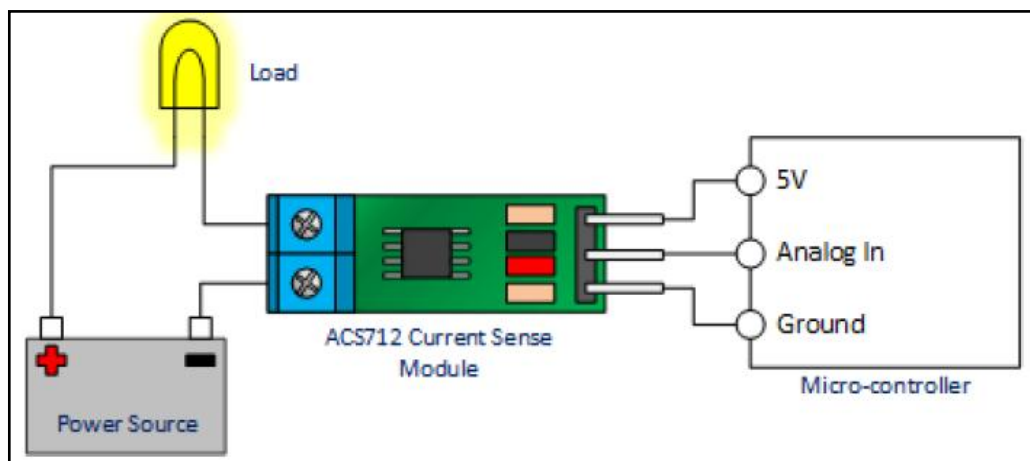 Load
5V
Analog In
Ground
ACS712 Current Sense
Module
Micro-controller
Power Source